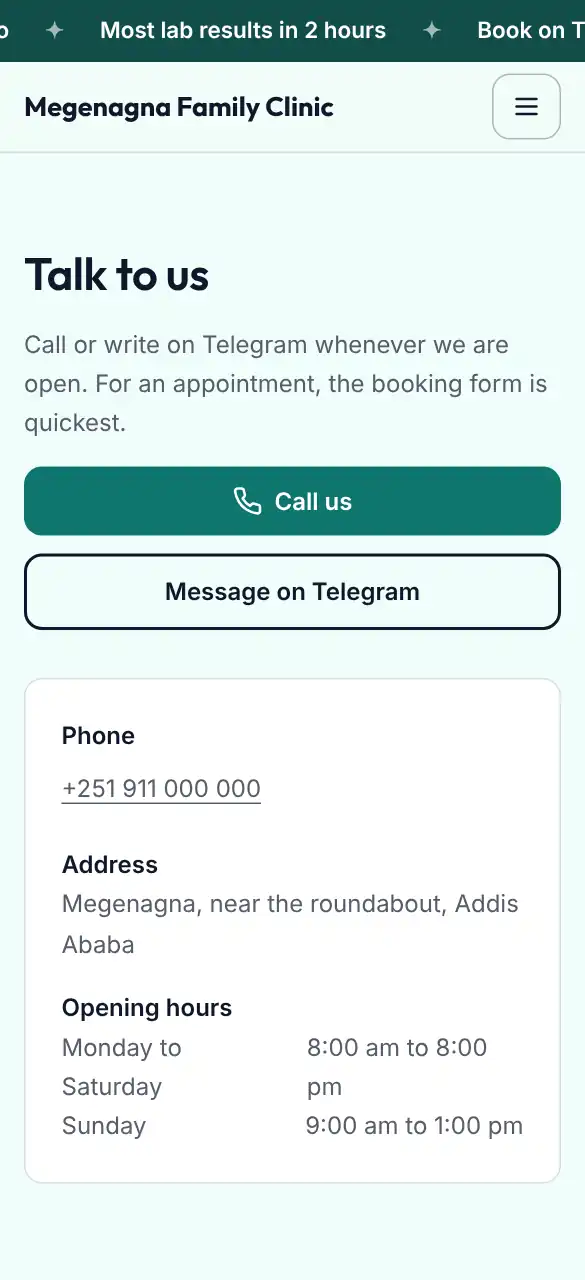 Most lab results in 2 hours ✦ Book on
Megenagna Family Clinic
Talk to us
Call or write on Telegram whenever we are
open. For an appointment, the booking form is
quickest.
Call us
Message on Telegram
Phone
+251 911 000 000
Address
Megenagna, near the roundabout, Addis
Ababa
Opening hours
Monday to 8:00 am to 8:00
Saturday pm
Sunday 9:00 am to 1:00 pm